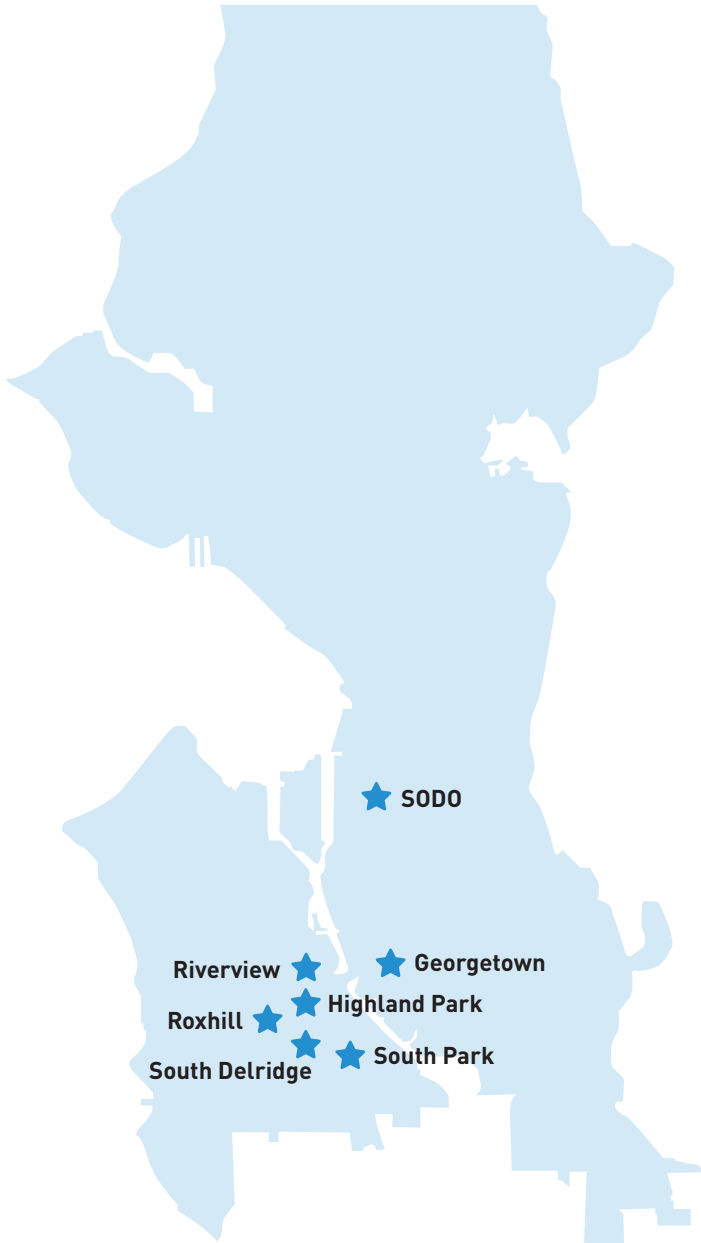 SODO
Georgetown
Riverview
Highland Park
Roxhill
South Park
South Delridge